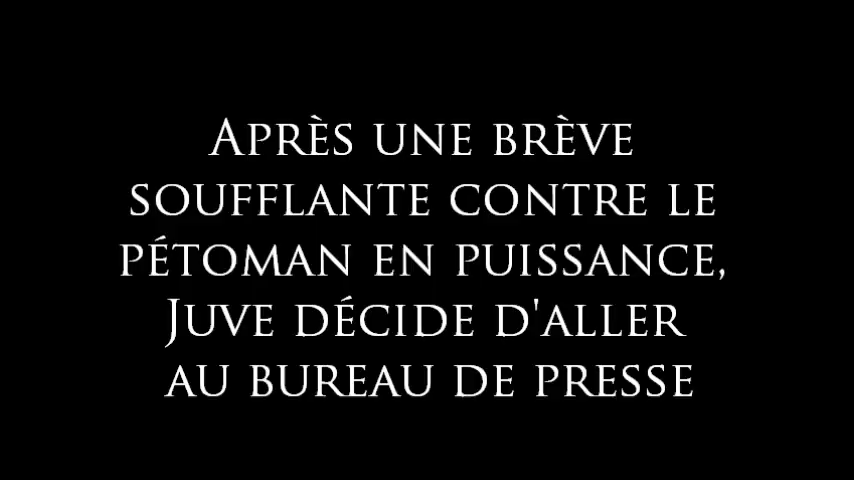 Après une brève
soufflante contre le
pétoman en puissance,
Juve décide d'aller
au bureau de presse